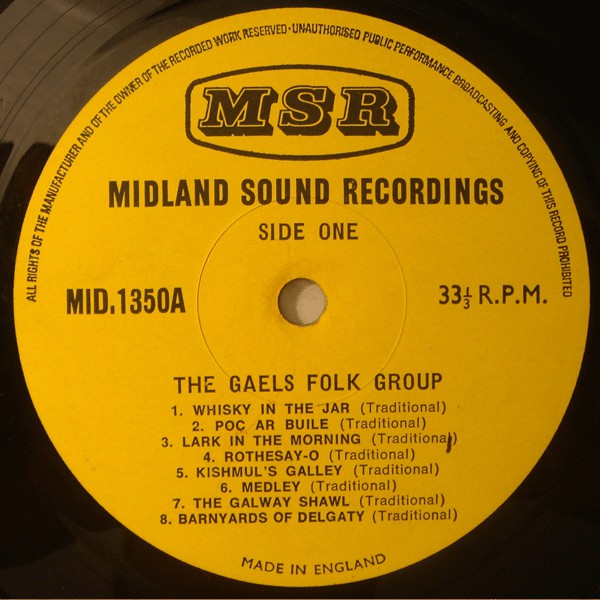 ALL RIGHTS OF THE MANUFACTURER AND OF THE OWNER OF THE RECORDED WORK RESERVED · UNAUTHORISED PUBLIC PERFORMANCE BROADCASTING AND COPYING OF THIS RECORD PROHIBITED
MSR
MIDLAND SOUND RECORDINGS
SIDE ONE
MID.1350A
33⅓ R.P.M.
THE GAELS FOLK GROUP
1. WHISKY IN THE JAR (Traditional)
2. POC AR BUILE (Traditional)
3. LARK IN THE MORNING (Traditional)
4. ROTHESAY-O (Traditional)
5. KISHMUL'S GALLEY (Traditional)
6. MEDLEY (Traditional)
7. THE GALWAY SHAWL (Traditional)
8. BARNYARDS OF DELGATY (Traditional)
MADE IN ENGLAND